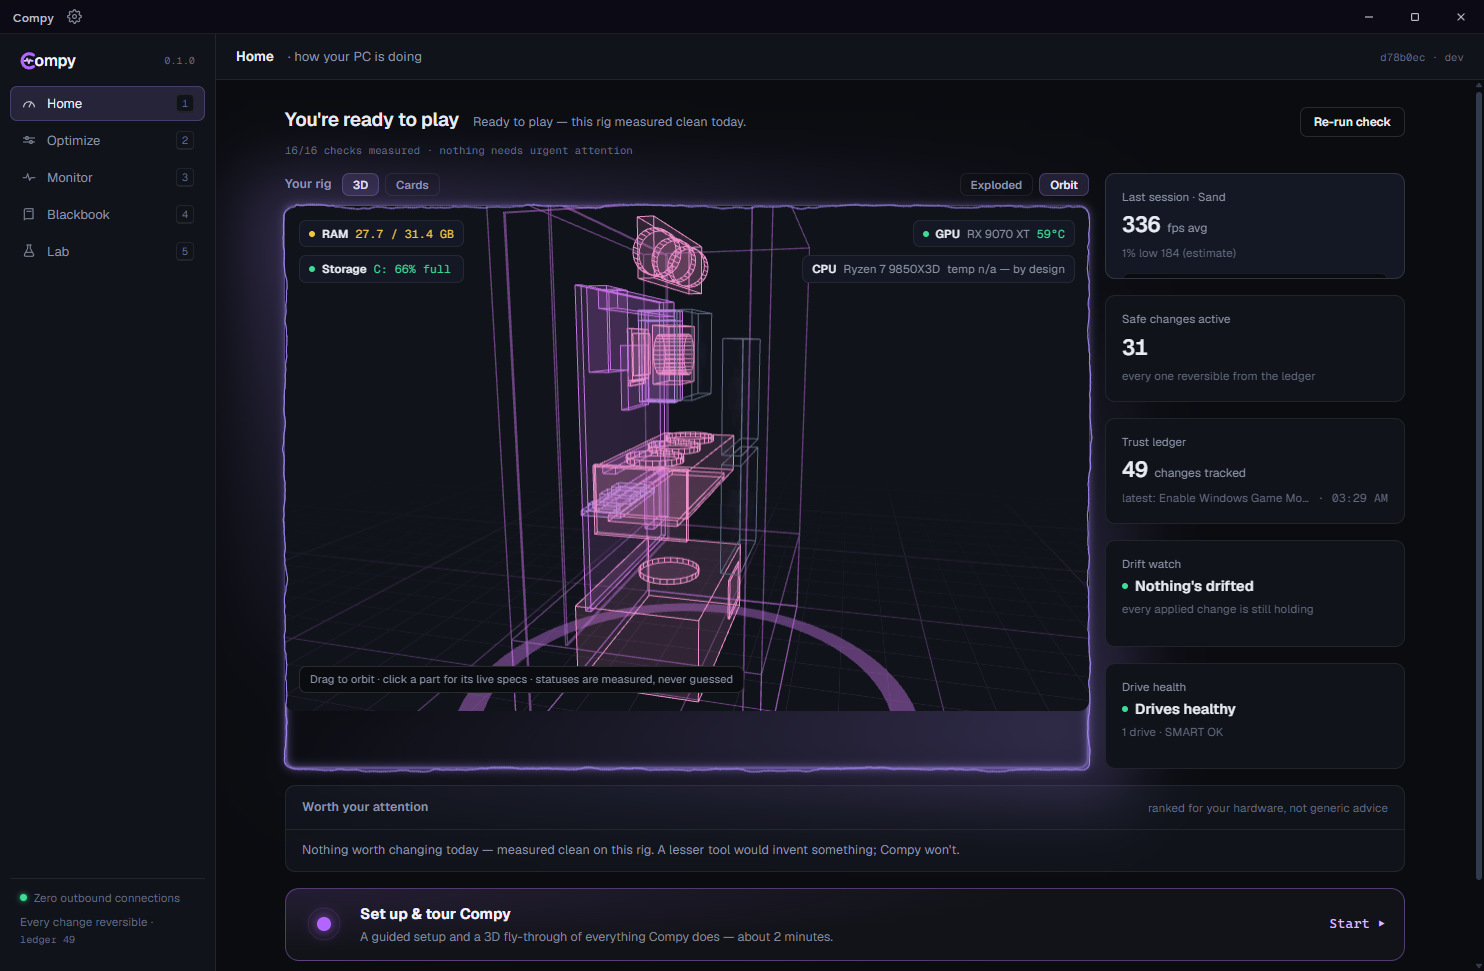 Compy
Compy 0.1.0
Home 1
Optimize 2
Monitor 3
Blackbook 4
Lab 5
Zero outbound connections
Every change reversible ·
ledger 49
Home · how your PC is doing
d78b0ec · dev
You're ready to play Ready to play — this rig measured clean today.
16/16 checks measured · nothing needs urgent attention
Re-run check
Your rig 3D Cards
Exploded Orbit
RAM 27.7 / 31.4 GB
GPU RX 9070 XT 59°C
Storage C: 66% full
CPU Ryzen 7 9850X3D temp n/a — by design
Drag to orbit · click a part for its live specs · statuses are measured, never guessed
Last session · Sand
336 fps avg
1% low 184 (estimate)
Safe changes active
31
every one reversible from the ledger
Trust ledger
49 changes tracked
latest: Enable Windows Game Mo… · 03:29 AM
Drift watch
Nothing's drifted
every applied change is still holding
Drive health
Drives healthy
1 drive · SMART OK
Worth your attention
ranked for your hardware, not generic advice
Nothing worth changing today — measured clean on this rig. A lesser tool would invent something; Compy won't.
Set up & tour Compy
A guided setup and a 3D fly-through of everything Compy does — about 2 minutes.
Start ▸